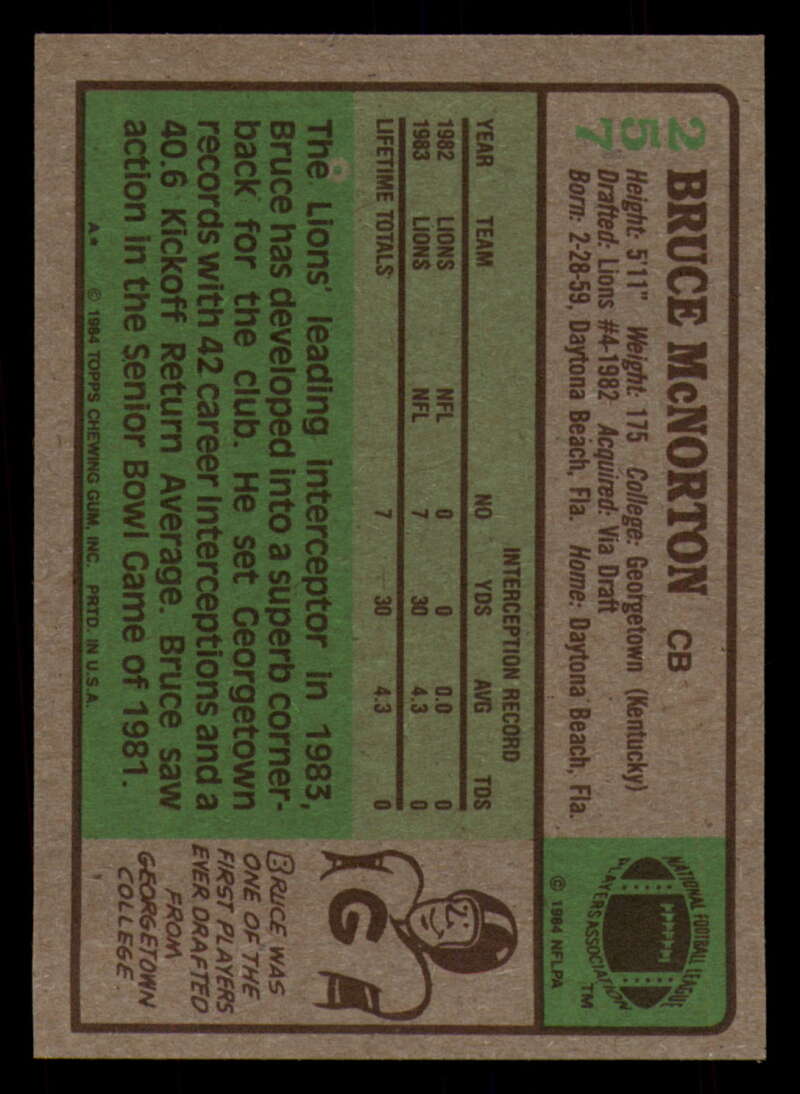 257
BRUCE McNORTON CB
Height: 5'11" Weight: 175 College: Georgetown (Kentucky)
Drafted: Lions #4-1982 Acquired: Via Draft
Born: 2-28-59, Daytona Beach, Fla. Home: Daytona Beach, Fla.
NATIONAL FOOTBALL LEAGUE
PLAYERS ASSOCIATION
TM
© 1984 NFLPA
INTERCEPTION RECORD
YEAR TEAM NO YDS AVG TDS
1982 LIONS NFL 0 0 0.0 0
1983 LIONS NFL 7 30 4.3 0
LIFETIME TOTALS 7 30 4.3 0
The Lions' leading interceptor in 1983,
Bruce has developed into a superb corner-
back for the club. He set Georgetown
records with 42 career Interceptions and a
40.6 Kickoff Return Average. Bruce saw
action in the Senior Bowl Game of 1981.
A.* © 1984 TOPPS CHEWING GUM, INC. PRTD. IN U.S.A.
G
BRUCE WAS
ONE OF THE
FIRST PLAYERS
EVER DRAFTED
FROM
GEORGETOWN
COLLEGE.